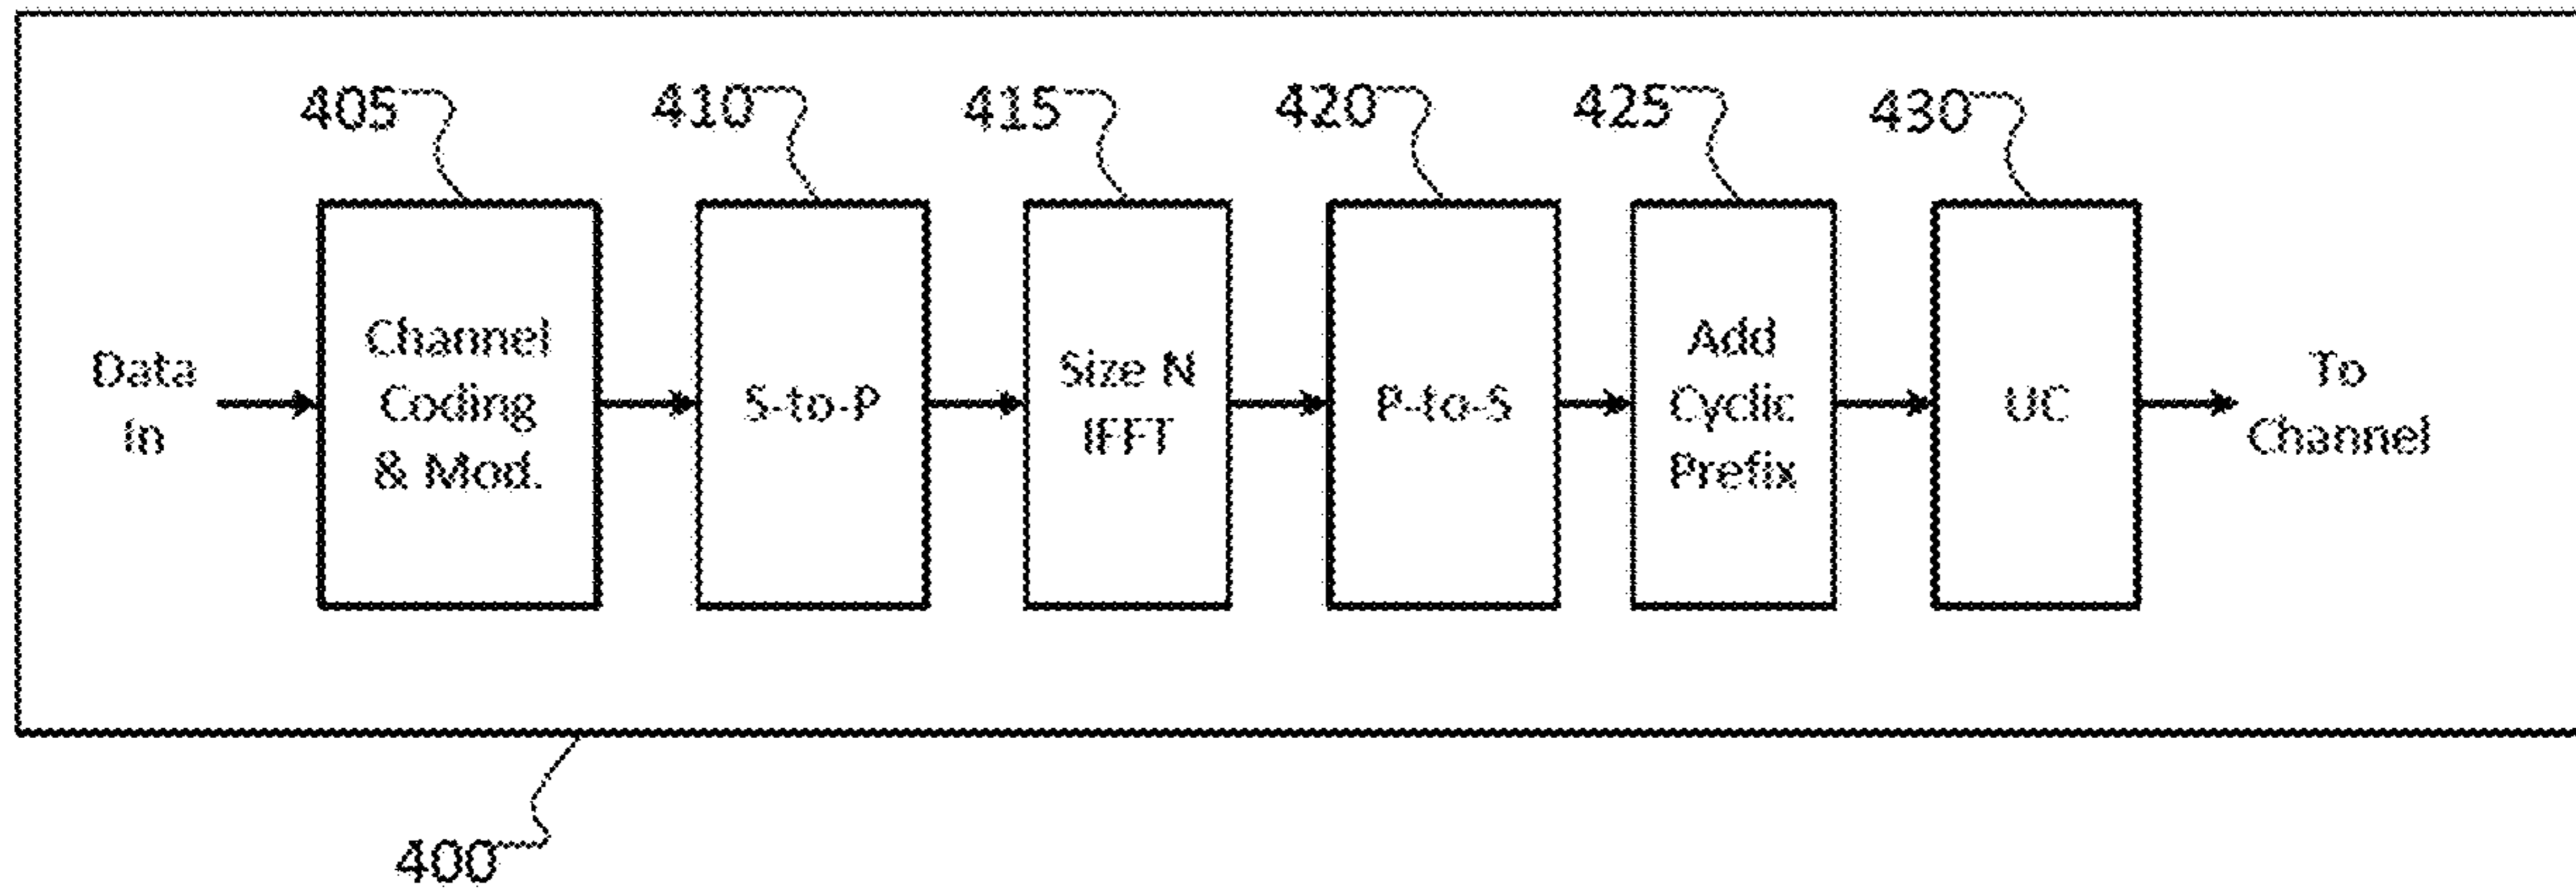 405
410
415
420
425
430
Data
In
Channel
Coding
& Mod.
S-to-P
Size N
IFFT
P-to-S
Add
Cyclic
Prefix
UC
To
Channel
400